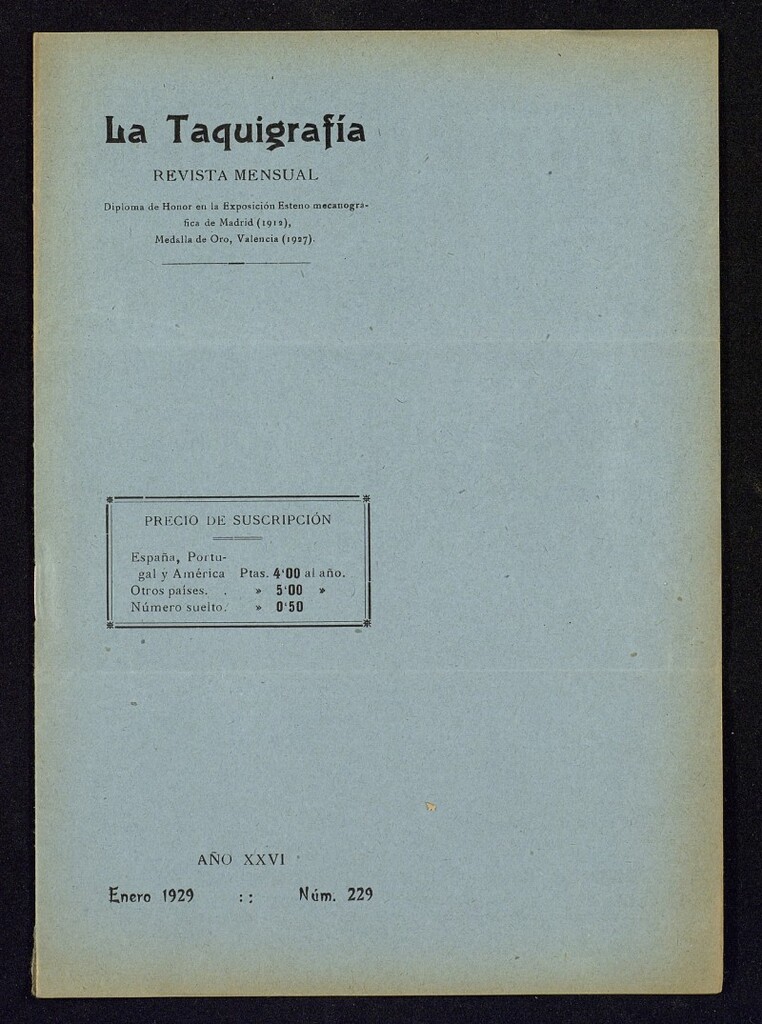 La Taquigrafía
REVISTA MENSUAL
Diploma de Honor en la Exposición Esteno mecanográ-
fica de Madrid (1912),
Medalla de Oro, Valencia (1927).
PRECIO DE SUSCRIPCIÓN
España, Portu-
gal y América Ptas. 4'00 al año.
Otros países. . » 5'00 »
Número suelto. » 0'50
AÑO XXVI
Enero 1929 :: Núm. 229